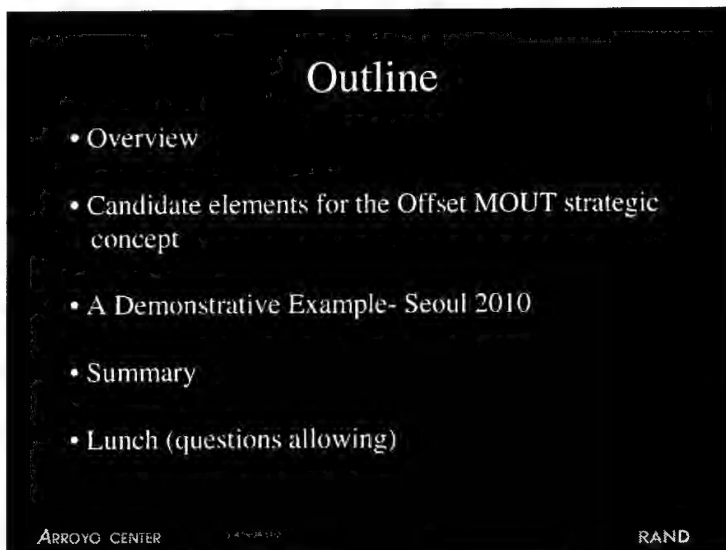 Outline
• Overview
• Candidate elements for the Offset MOUT strategic
concept
• A Demonstrative Example- Seoul 2010
• Summary
• Lunch (questions allowing)
ARROYO CENTER
RAND